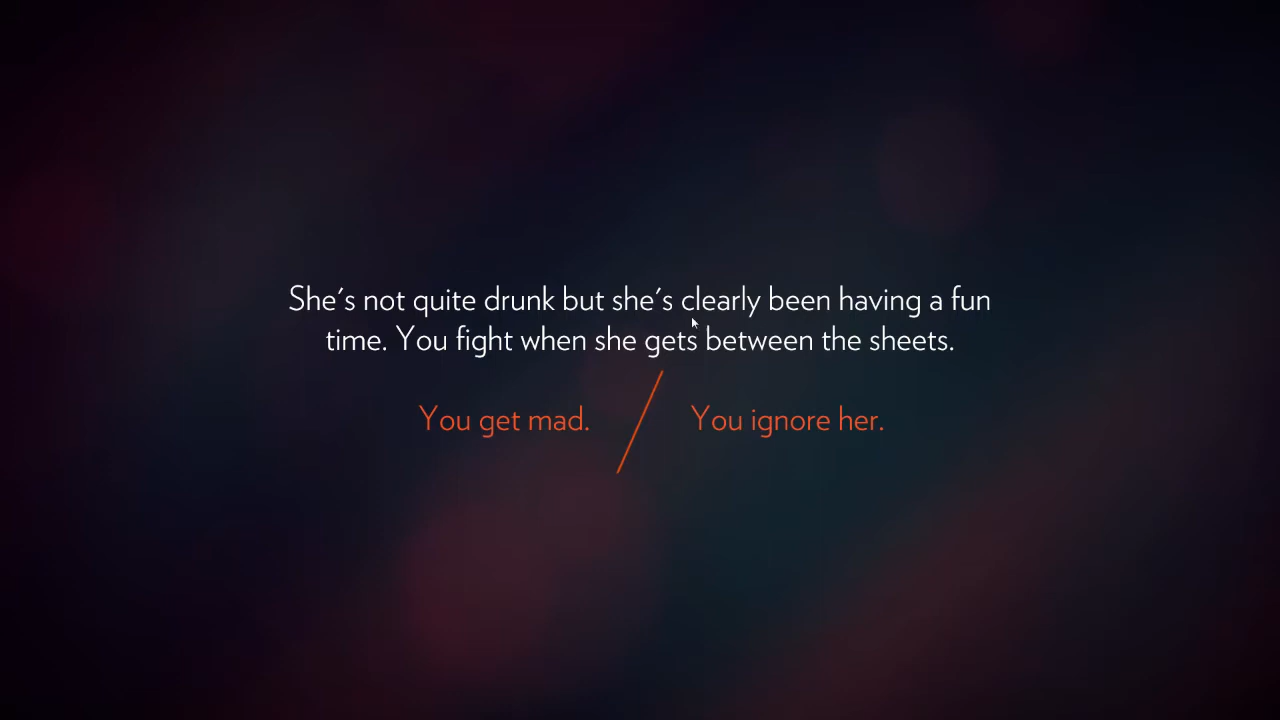 She's not quite drunk but she's clearly been having a fun
time. You fight when she gets between the sheets.
You get mad.
You ignore her.